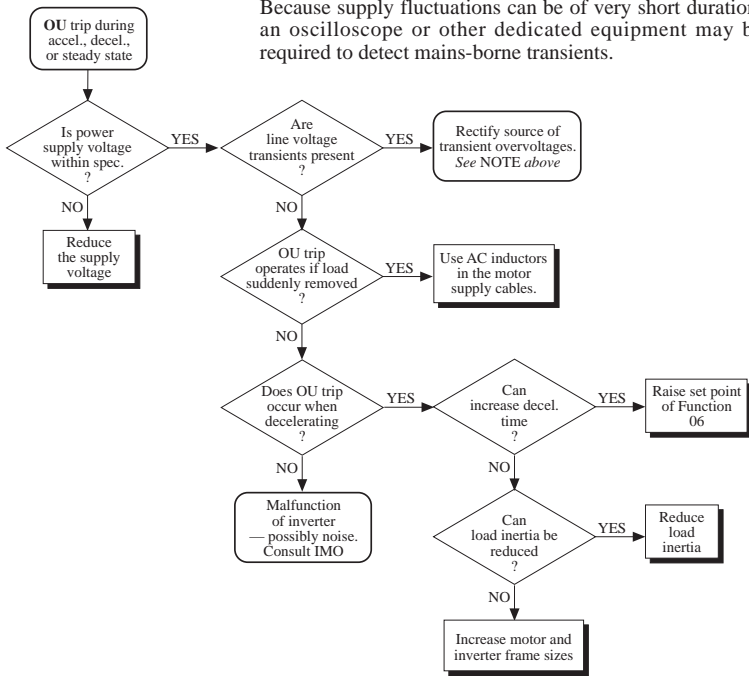 Because supply fluctuations can be of very short duration
an oscilloscope or other dedicated equipment may b
required to detect mains-borne transients.
OU trip during
accel., decel.,
or steady state
Is power
supply voltage
within spec.
?
YES
Are
line voltage
transients present
?
YES
Rectify source of
transient overvoltages.
See NOTE above
NO
Reduce
the supply
voltage
NO
OU trip
operates if load
suddenly removed
?
YES
Use AC inductors
in the motor
supply cables.
NO
Does OU trip
occur when
decelerating
?
YES
Can
increase decel.
time
?
YES
Raise set point
of Function
06
NO
Malfunction
of inverter
— possibly noise.
Consult IMO
NO
Can
load inertia be
reduced
?
YES
Reduce
load
inertia
NO
Increase motor and
inverter frame sizes